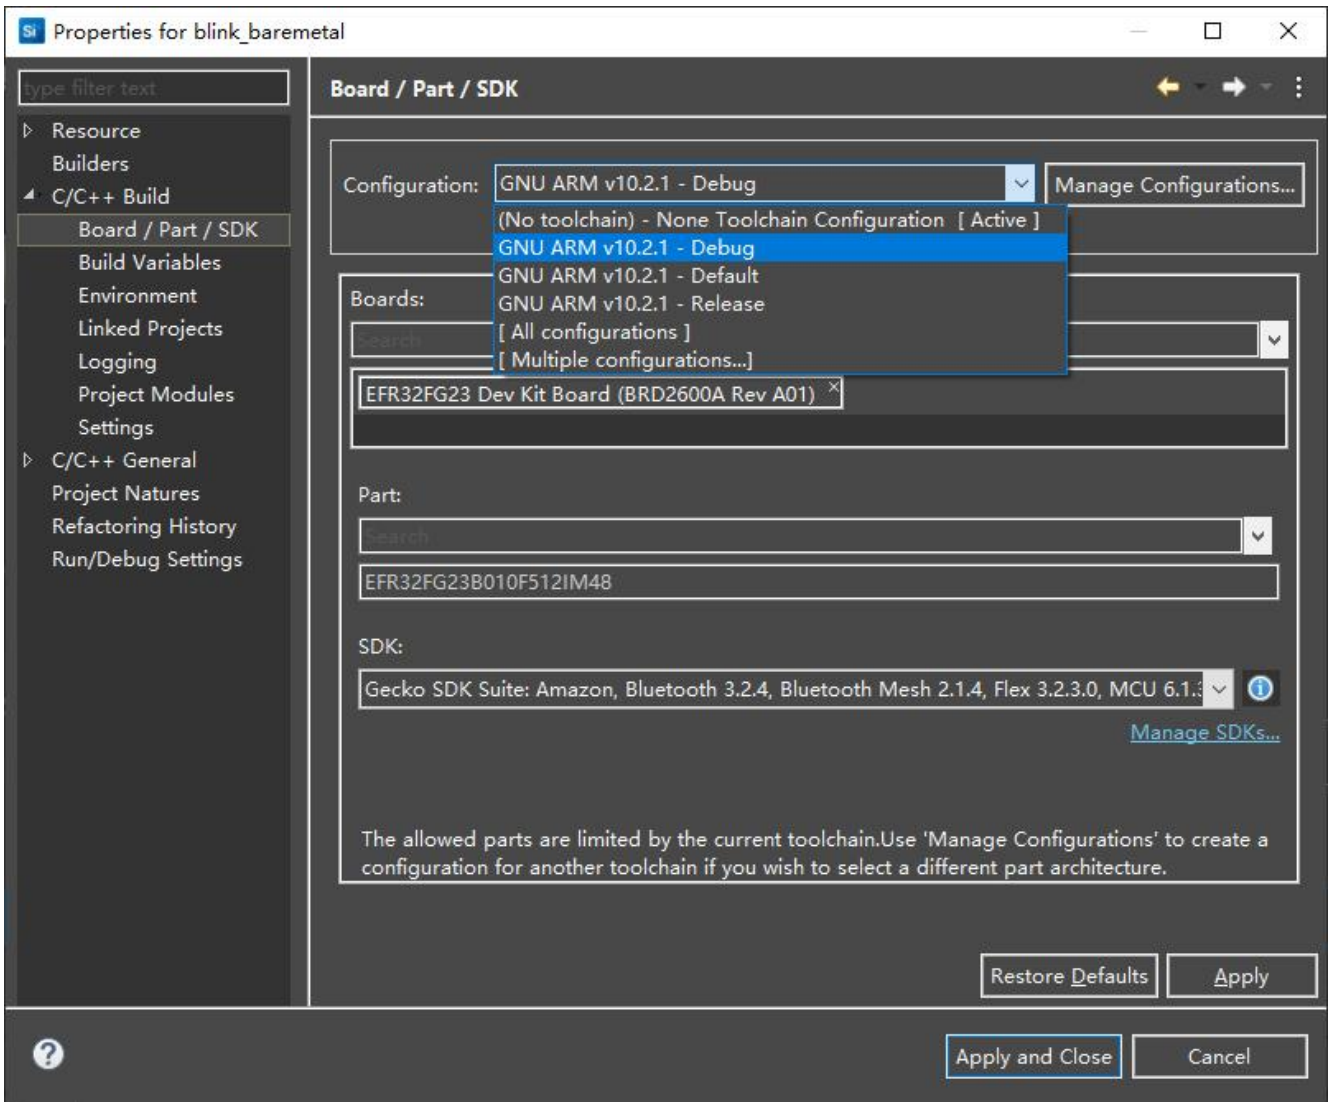 Si
Properties for blink_baremetal
type filter text
Board / Part / SDK
Resource
Builders
C/C++ Build
Board / Part / SDK
Build Variables
Environment
Linked Projects
Logging
Project Modules
Settings
C/C++ General
Project Natures
Refactoring History
Run/Debug Settings
Configuration: GNU ARM v10.2.1 - Debug Manage Configurations...
(No toolchain) - None Toolchain Configuration [ Active ]
GNU ARM v10.2.1 - Debug
GNU ARM v10.2.1 - Default
GNU ARM v10.2.1 - Release
[ All configurations ]
[ Multiple configurations...]
Boards:
Search
EFR32FG23 Dev Kit Board (BRD2600A Rev A01) ×
Part:
Search
EFR32FG23B010F512IM48
SDK:
Gecko SDK Suite: Amazon, Bluetooth 3.2.4, Bluetooth Mesh 2.1.4, Flex 3.2.3.0, MCU 6.1.
Manage SDKs...
The allowed parts are limited by the current toolchain.Use 'Manage Configurations' to create a
configuration for another toolchain if you wish to select a different part architecture.
Restore Defaults Apply
Apply and Close Cancel